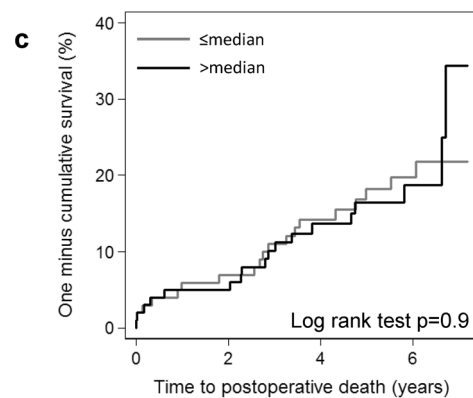 c
40
30
20
10
0
≤median
>median
One minus cumulative survival (%)
Log rank test p=0.9
0 2 4 6
Time to postoperative death (years)